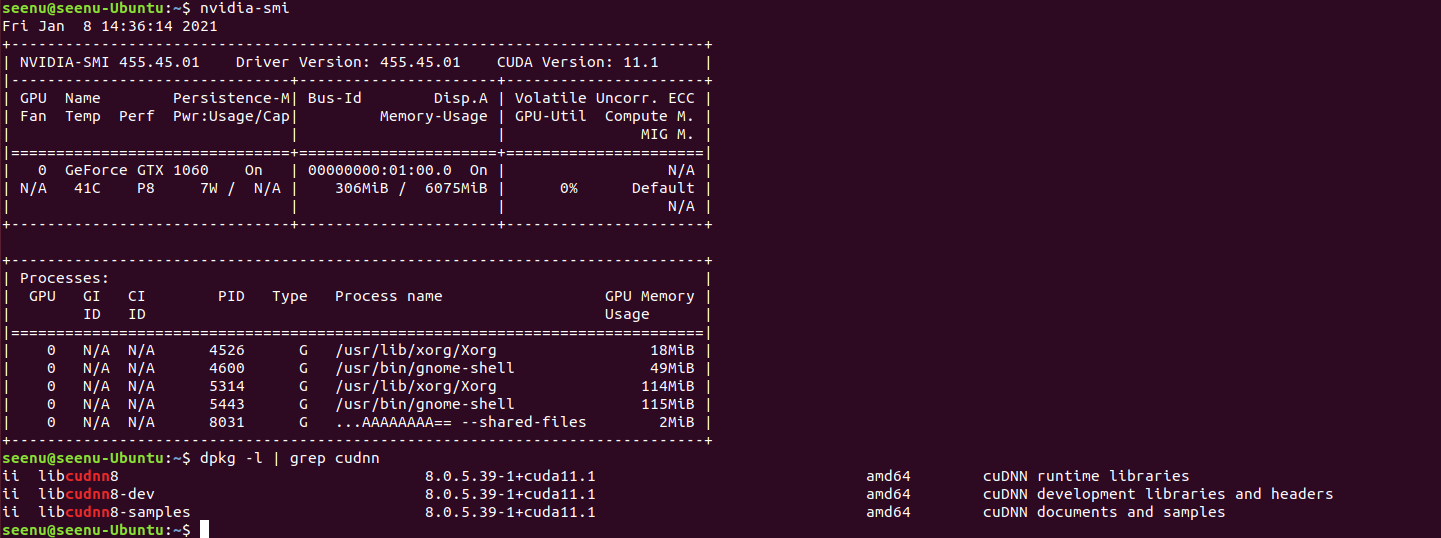 seenu@seenu-Ubuntu:~$ nvidia-smi
Fri Jan  8 14:36:14 2021
+-----------------------------------------------------------------------------+
| NVIDIA-SMI 455.45.01    Driver Version: 455.45.01    CUDA Version: 11.1     |
|-------------------------------+----------------------+----------------------+
| GPU  Name        Persistence-M| Bus-Id        Disp.A | Volatile Uncorr. ECC |
| Fan  Temp  Perf  Pwr:Usage/Cap|         Memory-Usage | GPU-Util  Compute M. |
|                               |                      |               MIG M. |
|===============================+======================+======================|
|   0  GeForce GTX 1060    On   | 00000000:01:00.0  On |                  N/A |
| N/A   41C    P8     7W /  N/A |    306MiB /  6075MiB |      0%      Default |
|                               |                      |                  N/A |
+-------------------------------+----------------------+----------------------+

+-----------------------------------------------------------------------------+
| Processes:                                                                  |
|  GPU   GI   CI        PID   Type   Process name                  GPU Memory |
|        ID   ID                                                   Usage      |
|=============================================================================|
|    0   N/A  N/A      4526      G   /usr/lib/xorg/Xorg                 18MiB |
|    0   N/A  N/A      4600      G   /usr/bin/gnome-shell               49MiB |
|    0   N/A  N/A      5314      G   /usr/lib/xorg/Xorg                114MiB |
|    0   N/A  N/A      5443      G   /usr/bin/gnome-shell              115MiB |
|    0   N/A  N/A      8031      G   ...AAAAAAAA== --shared-files        2MiB |
+-----------------------------------------------------------------------------+
seenu@seenu-Ubuntu:~$ dpkg -l | grep cudnn
ii  libcudnn8                                  8.0.5.39-1+cuda11.1                              amd64        cuDNN runtime libraries
ii  libcudnn8-dev                              8.0.5.39-1+cuda11.1                              amd64        cuDNN development libraries and headers
ii  libcudnn8-samples                          8.0.5.39-1+cuda11.1                              amd64        cuDNN documents and samples
seenu@seenu-Ubuntu:~$